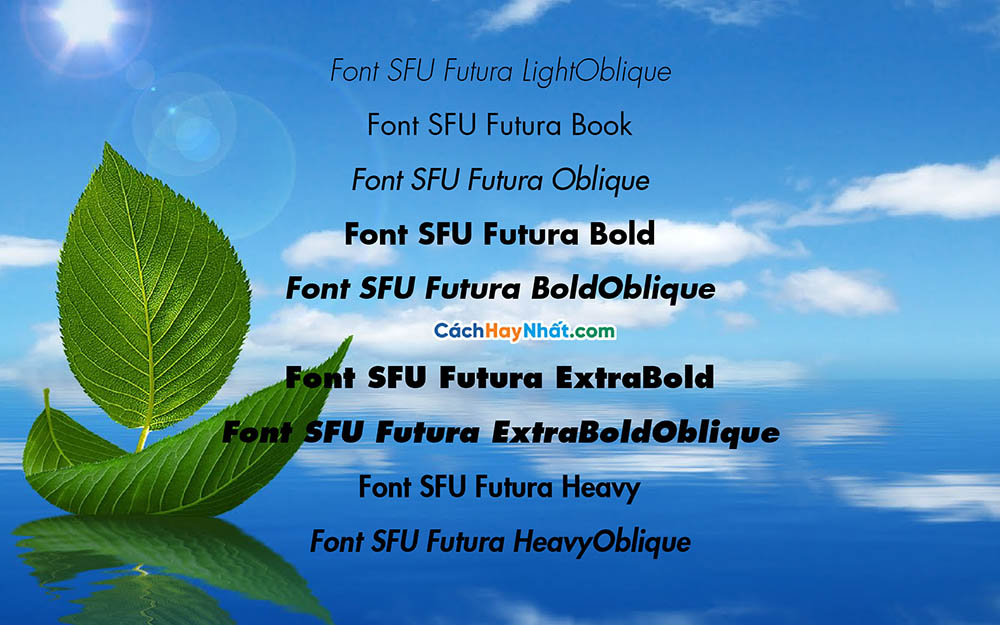 Font SFU Futura LightOblique
Font SFU Futura Book
Font SFU Futura Oblique
Font SFU Futura Bold
Font SFU Futura BoldOblique
CáchHayNhất.com
Font SFU Futura ExtraBold
Font SFU Futura ExtraBoldOblique
Font SFU Futura Heavy
Font SFU Futura HeavyOblique